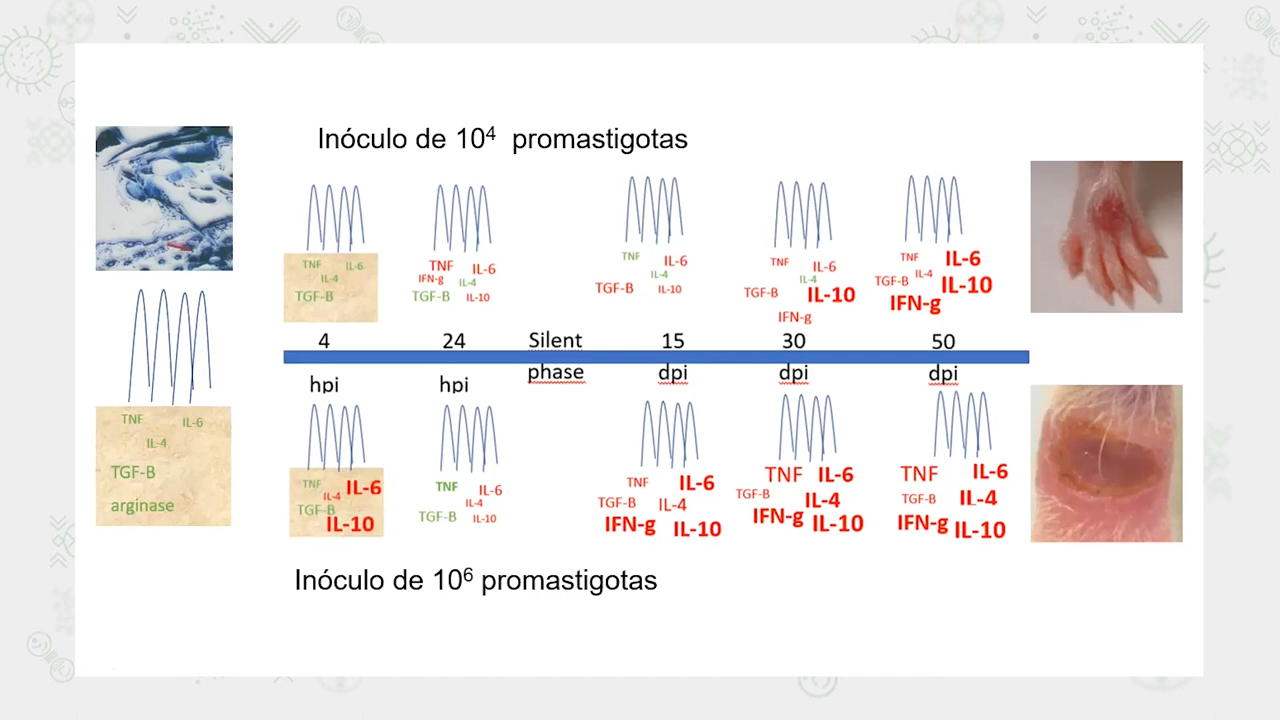 Inóculo de 10⁴ promastigotas
TNF IL-6
IL-4
TGF-B
arginase
TNF IL-6
IL-4
TGF-B
TNF IL-6
IFN-g IL-4
TGF-B IL-10
TNF IL-6
IL-4
TGF-B IL-10
TNF IL-6
IL-4
TGF-B IL-10
IFN-g
TNF IL-6
TGF-B IL-4
IL-10
IFN-g
4 24 Silent 15 30 50
hpi hpi phase dpi dpi dpi
TNF IL-6
IL-4
TGF-B
IL-10
TNF IL-6
IL-4
TGF-B IL-10
TNF IL-6
TGF-B IL-4
IFN-g IL-10
TNF IL-6
TGF-B IL-4
IFN-g IL-10
TNF IL-6
TGF-B IL-4
IFN-g IL-10
Inóculo de 10⁶ promastigotas